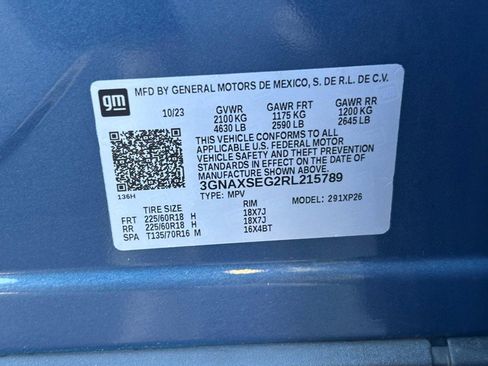 gm
MFD BY GENERAL MOTORS DE MEXICO, S. DE R.L. DE C.V.
10/23 GVWR GAWR FRT GAWR RR
2100 KG 1175 KG 1200 KG
4630 LB 2590 LB 2645 LB
THIS VEHICLE CONFORMS TO ALL
APPLICABLE U.S. FEDERAL MOTOR
VEHICLE SAFETY, BUMPER, AND THEFT
PREVENTION STANDARDS IN EFFECT ON
THE DATE OF MANUFACTURE SHOWN ABOVE.
3GNAXSEG2RL215789
136H TYPE: MPV MODEL: 291XP26
TIRE SIZE RIM
FRT 225/60R18 H 18X7J
RR 225/60R18 H 18X7J
SPA T135/70R16 M 16X4BT